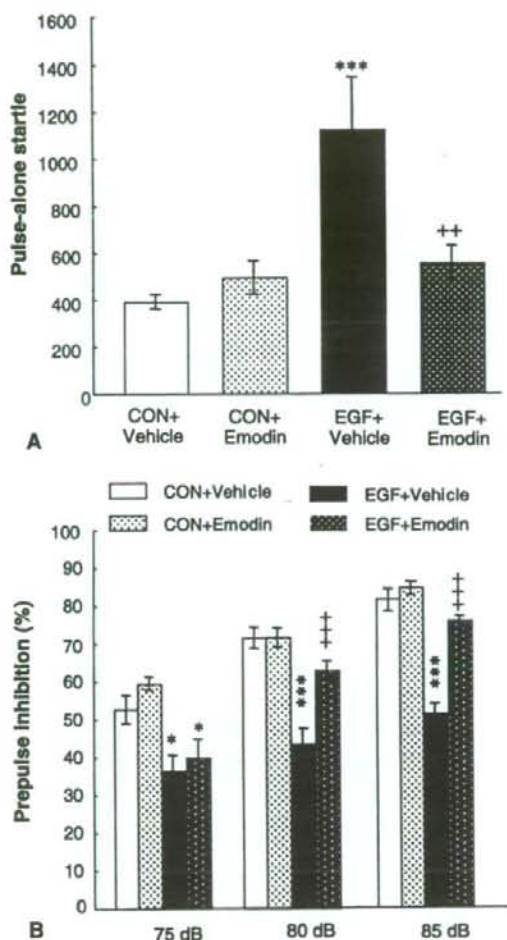 1600
1400
1200
1000
800
600
400
200
0
Pulse-alone startle
***
++
CON+ Vehicle
CON+ Emodin
EGF+ Vehicle
EGF+ Emodin
A
CON+Vehicle
EGF+Vehicle
CON+Emodin
EGF+Emodin
100
90
80
70
60
50
40
30
20
10
0
Prepulse inhibition (%)
*
*
***
+++
***
+++
75 dB
80 dB
85 dB
B